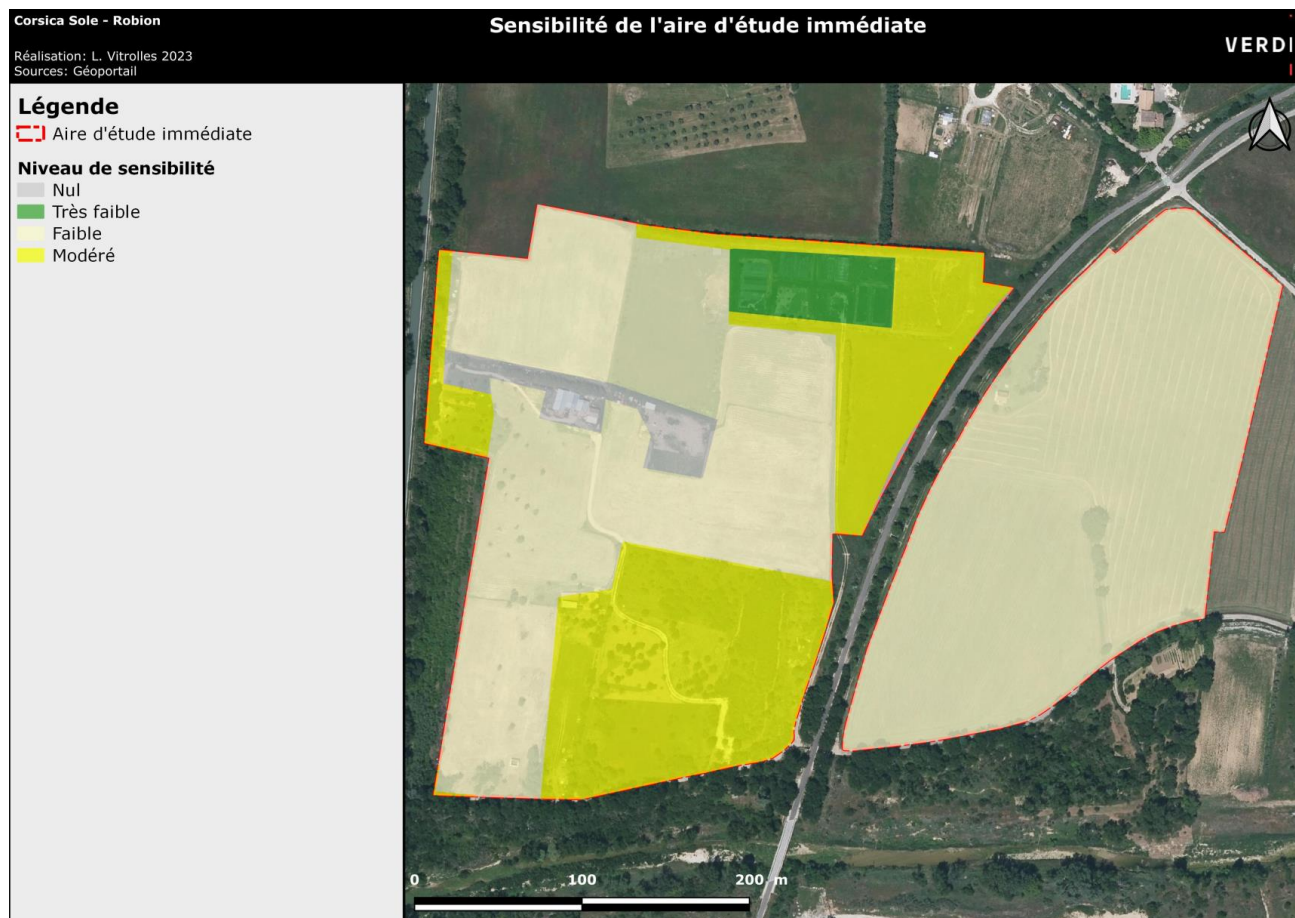 Corsica Sole - Robion
Sensibilité de l'aire d'étude immédiate
Réalisation: L. Vitrolles 2023
Sources: Géoportail
VERDI
Légende
Aire d'étude immédiate
Niveau de sensibilité
Nul
Très faible
Faible
Modéré
0 100 200 m